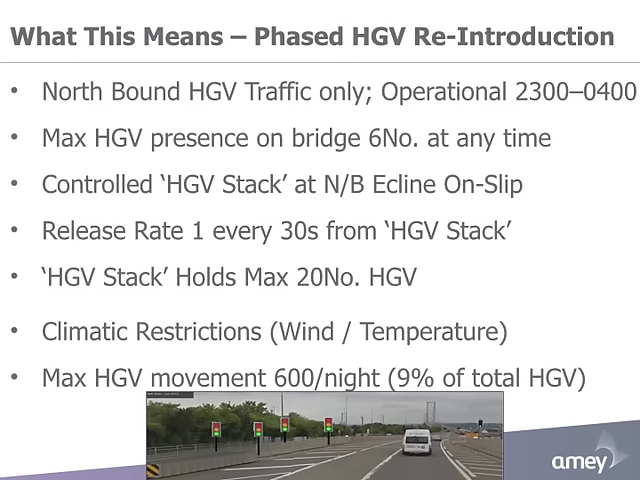 What This Means – Phased HGV Re-Introduction
• North Bound HGV Traffic only; Operational 2300–0400
• Max HGV presence on bridge 6No. at any time
• Controlled ‘HGV Stack’ at N/B Ecline On-Slip
• Release Rate 1 every 30s from ‘HGV Stack’
• ‘HGV Stack’ Holds Max 20No. HGV
• Climatic Restrictions (Wind / Temperature)
• Max HGV movement 600/night (9% of total HGV)
amey